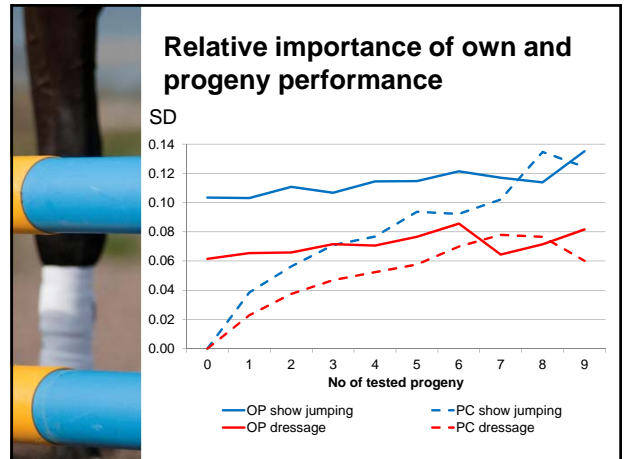 Relative importance of own and
progeny performance
SD
0.14
0.12
0.10
0.08
0.06
0.04
0.02
0.00
0 1 2 3 4 5 6 7 8 9
No of tested progeny
OP show jumping PC show jumping
OP dressage PC dressage